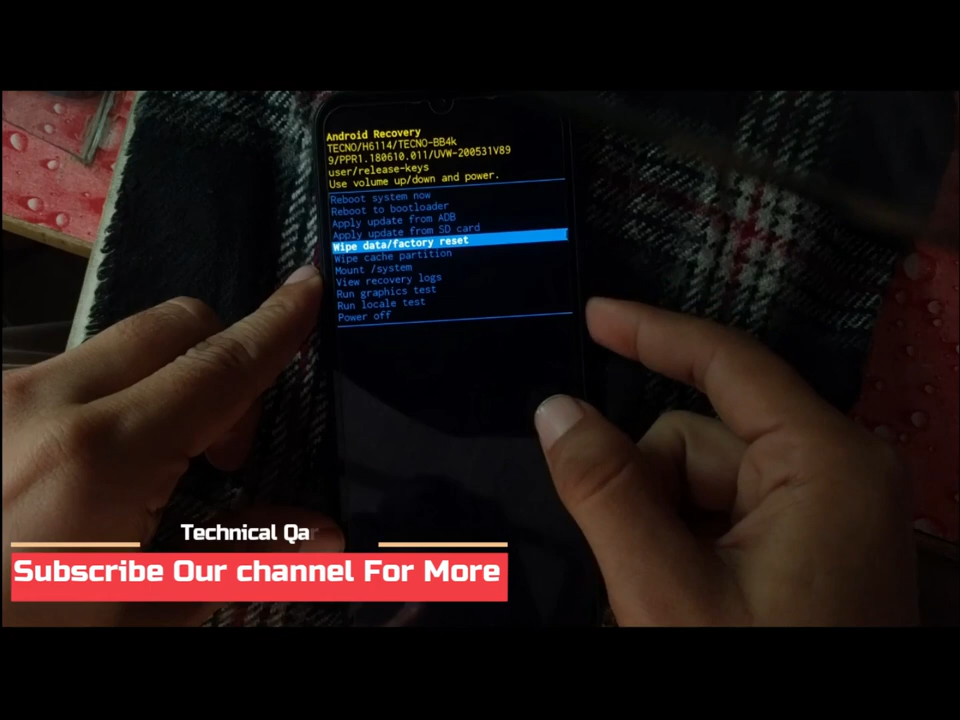 Android Recovery
TECNO/H6114/TECNO-BB4k
9/PPR1.180610.011/UVW-200531V89
user/release-keys
Use volume up/down and power.
Reboot system now
Reboot to bootloader
Apply update from ADB
Apply update from SD card
Wipe data/factory reset
Wipe cache partition
Mount /system
View recovery logs
Run graphics test
Run locale test
Power off
Technical Qa
Subscribe Our channel For More